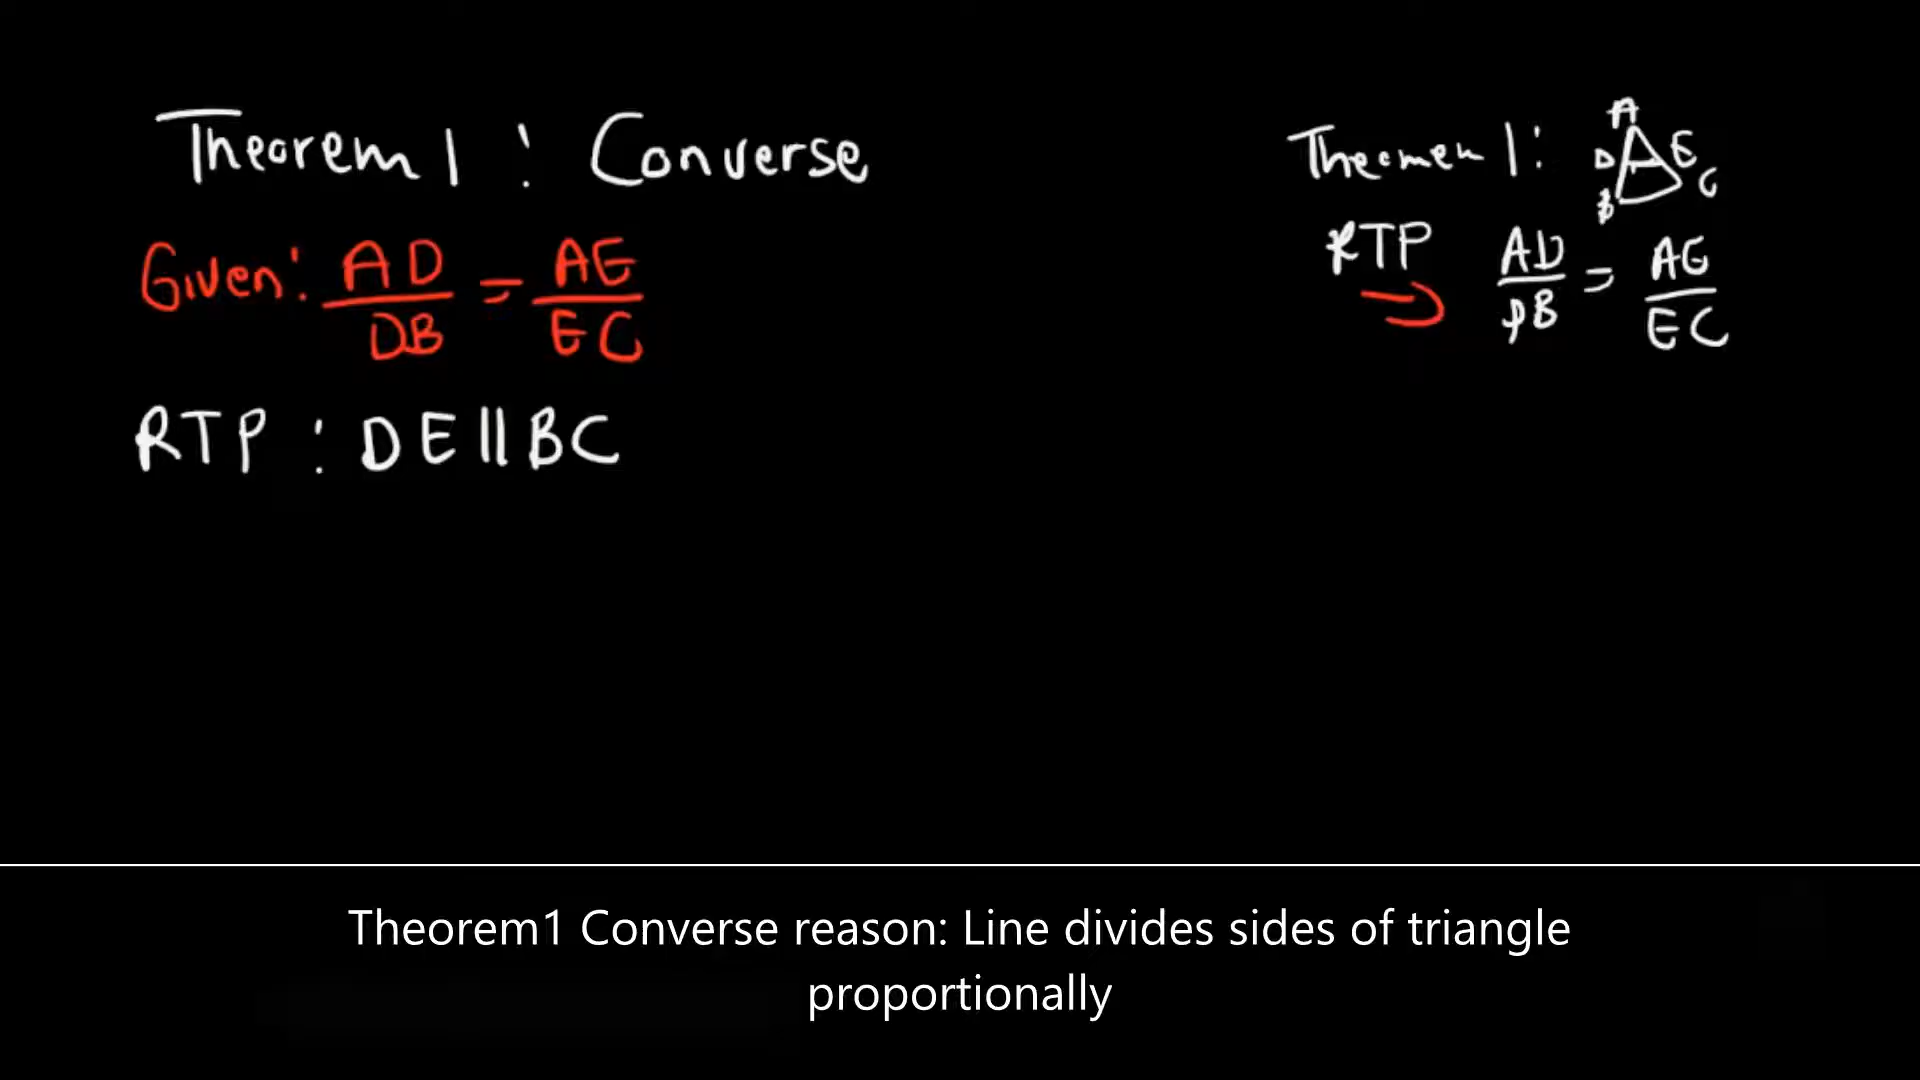 Theorem 1 : Converse
Given: AD/DB = AE/EC
RTP : DE||BC
Theomen 1: A D E B C
RTP AD/DB = AE/EC
Theorem1 Converse reason: Line divides sides of triangle
proportionally